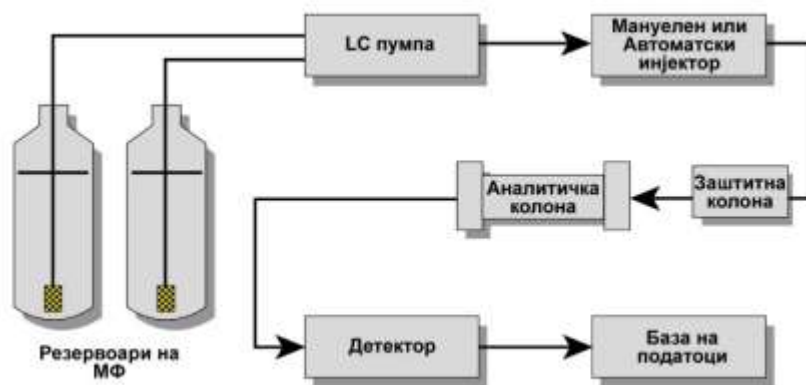 LC пумпа
Мануелен или
Автоматски
инјектор
Аналитичка
колона
Заштитна
колона
Резервоари на
МФ
Детектор
База на
податоци